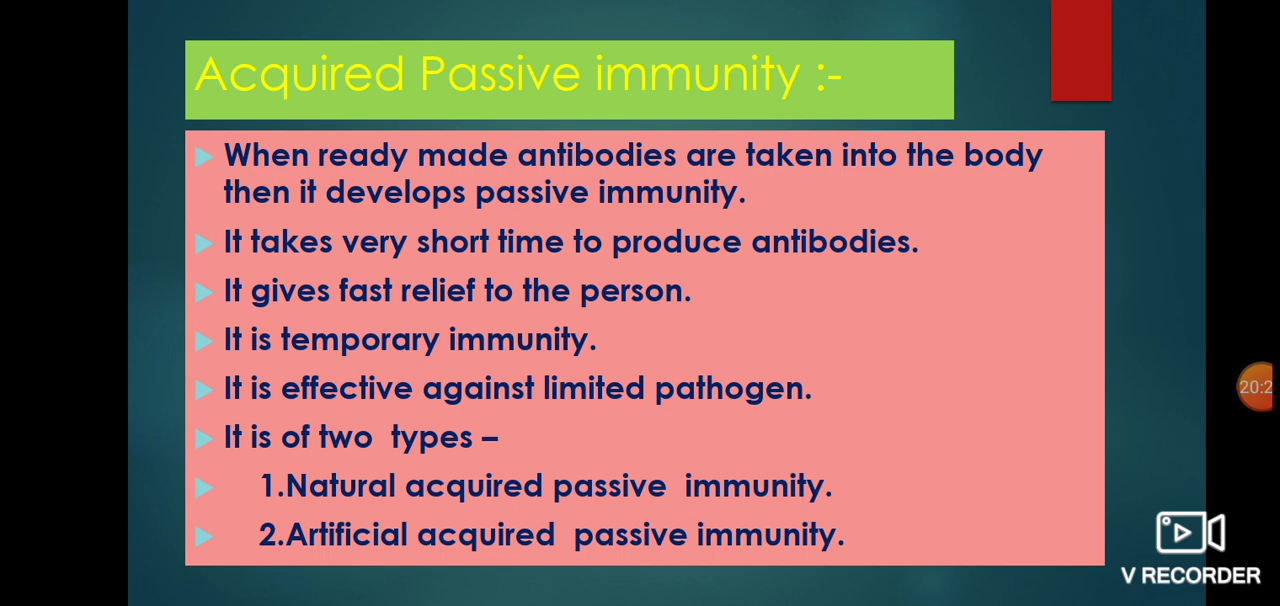 Acquired Passive immunity :-
When ready made antibodies are taken into the body
then it develops passive immunity.
It takes very short time to produce antibodies.
It gives fast relief to the person.
It is temporary immunity.
It is effective against limited pathogen.
It is of two types –
1.Natural acquired passive immunity.
2.Artificial acquired passive immunity.
20:2
V RECORDER